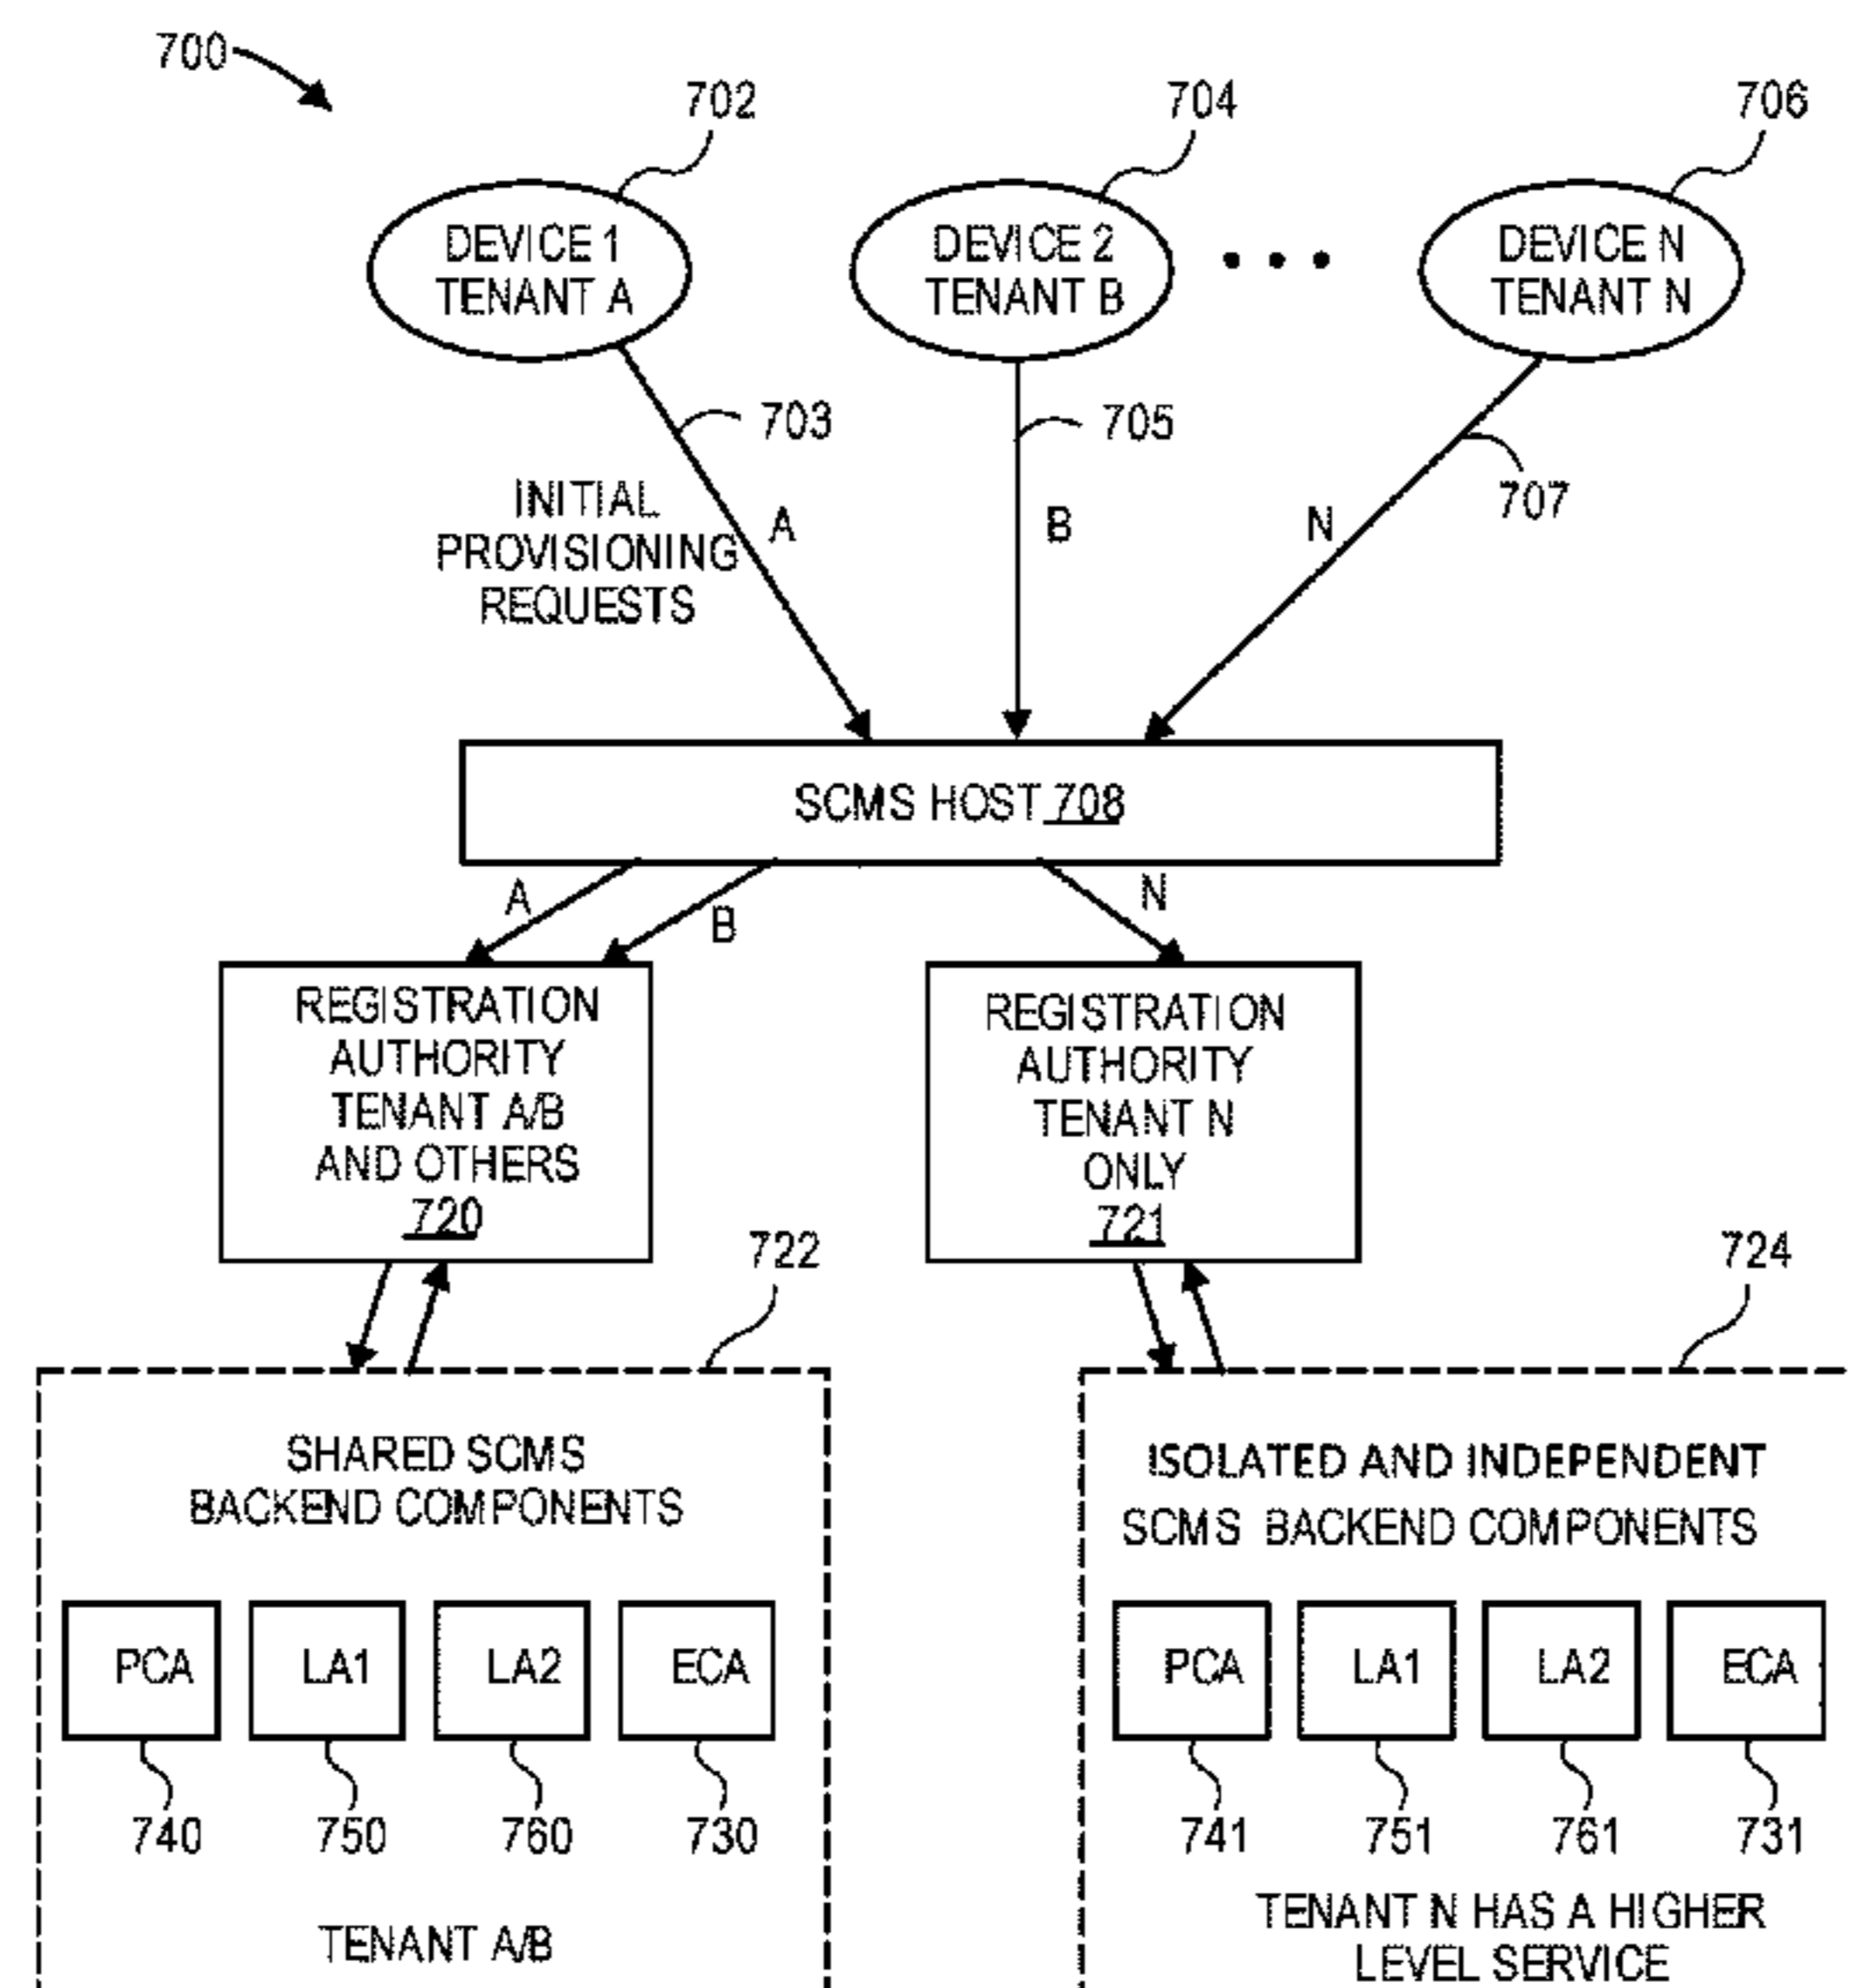 700
702
704
706
DEVICE 1
TENANT A
DEVICE 2
TENANT B
DEVICE N
TENANT N
703
705
707
INITIAL
PROVISIONING
REQUESTS
A
B
N
SCMS HOST 708
A
B
N
REGISTRATION
AUTHORITY
TENANT A/B
AND OTHERS
720
REGISTRATION
AUTHORITY
TENANT N
ONLY
721
722
724
SHARED SCMS
BACKEND COMPONENTS
PCA
LA1
LA2
ECA
740
750
760
730
TENANT A/B
ISOLATED AND INDEPENDENT
SCMS BACKEND COMPONENTS
PCA
LA1
LA2
ECA
741
751
761
731
TENANT N HAS A HIGHER
LEVEL SERVICE